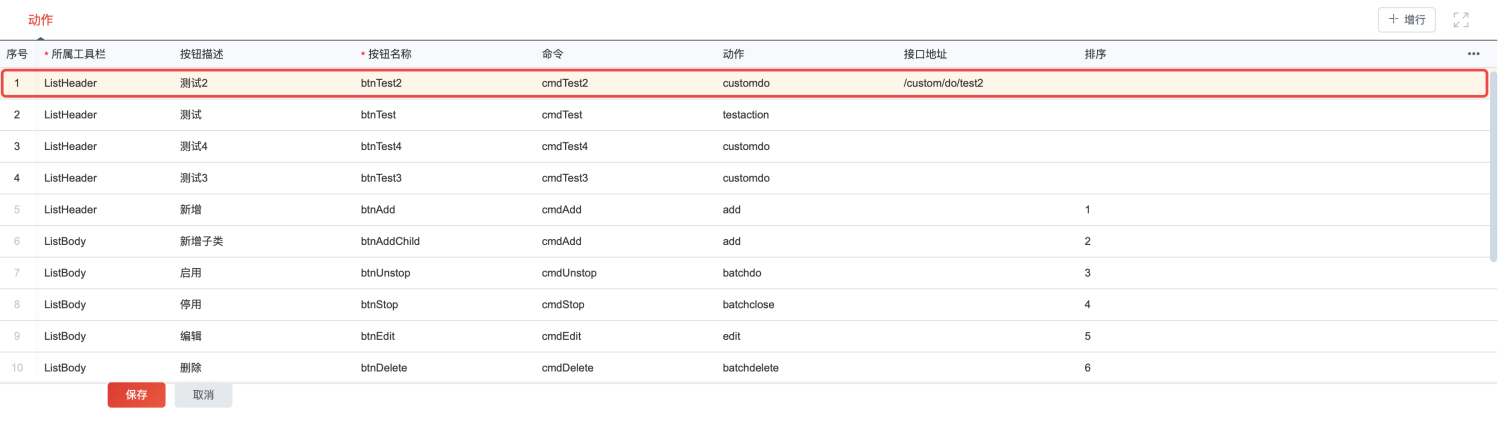 动作
增行
序号 * 所属工具栏 按钮描述 * 按钮名称 命令 动作 接口地址 排序 •••
1 ListHeader 测试2 btnTest2 cmdTest2 customdo /custom/do/test2
2 ListHeader 测试 btnTest cmdTest testaction
3 ListHeader 测试4 btnTest4 cmdTest4 customdo
4 ListHeader 测试3 btnTest3 cmdTest3 customdo
5 ListHeader 新增 btnAdd cmdAdd add 1
6 ListBody 新增子类 btnAddChild cmdAdd add 2
7 ListBody 启用 btnUnstop cmdUnstop batchdo 3
8 ListBody 停用 btnStop cmdStop batchclose 4
9 ListBody 编辑 btnEdit cmdEdit edit 5
10 ListBody 删除 btnDelete cmdDelete batchdelete 6
保存 取消